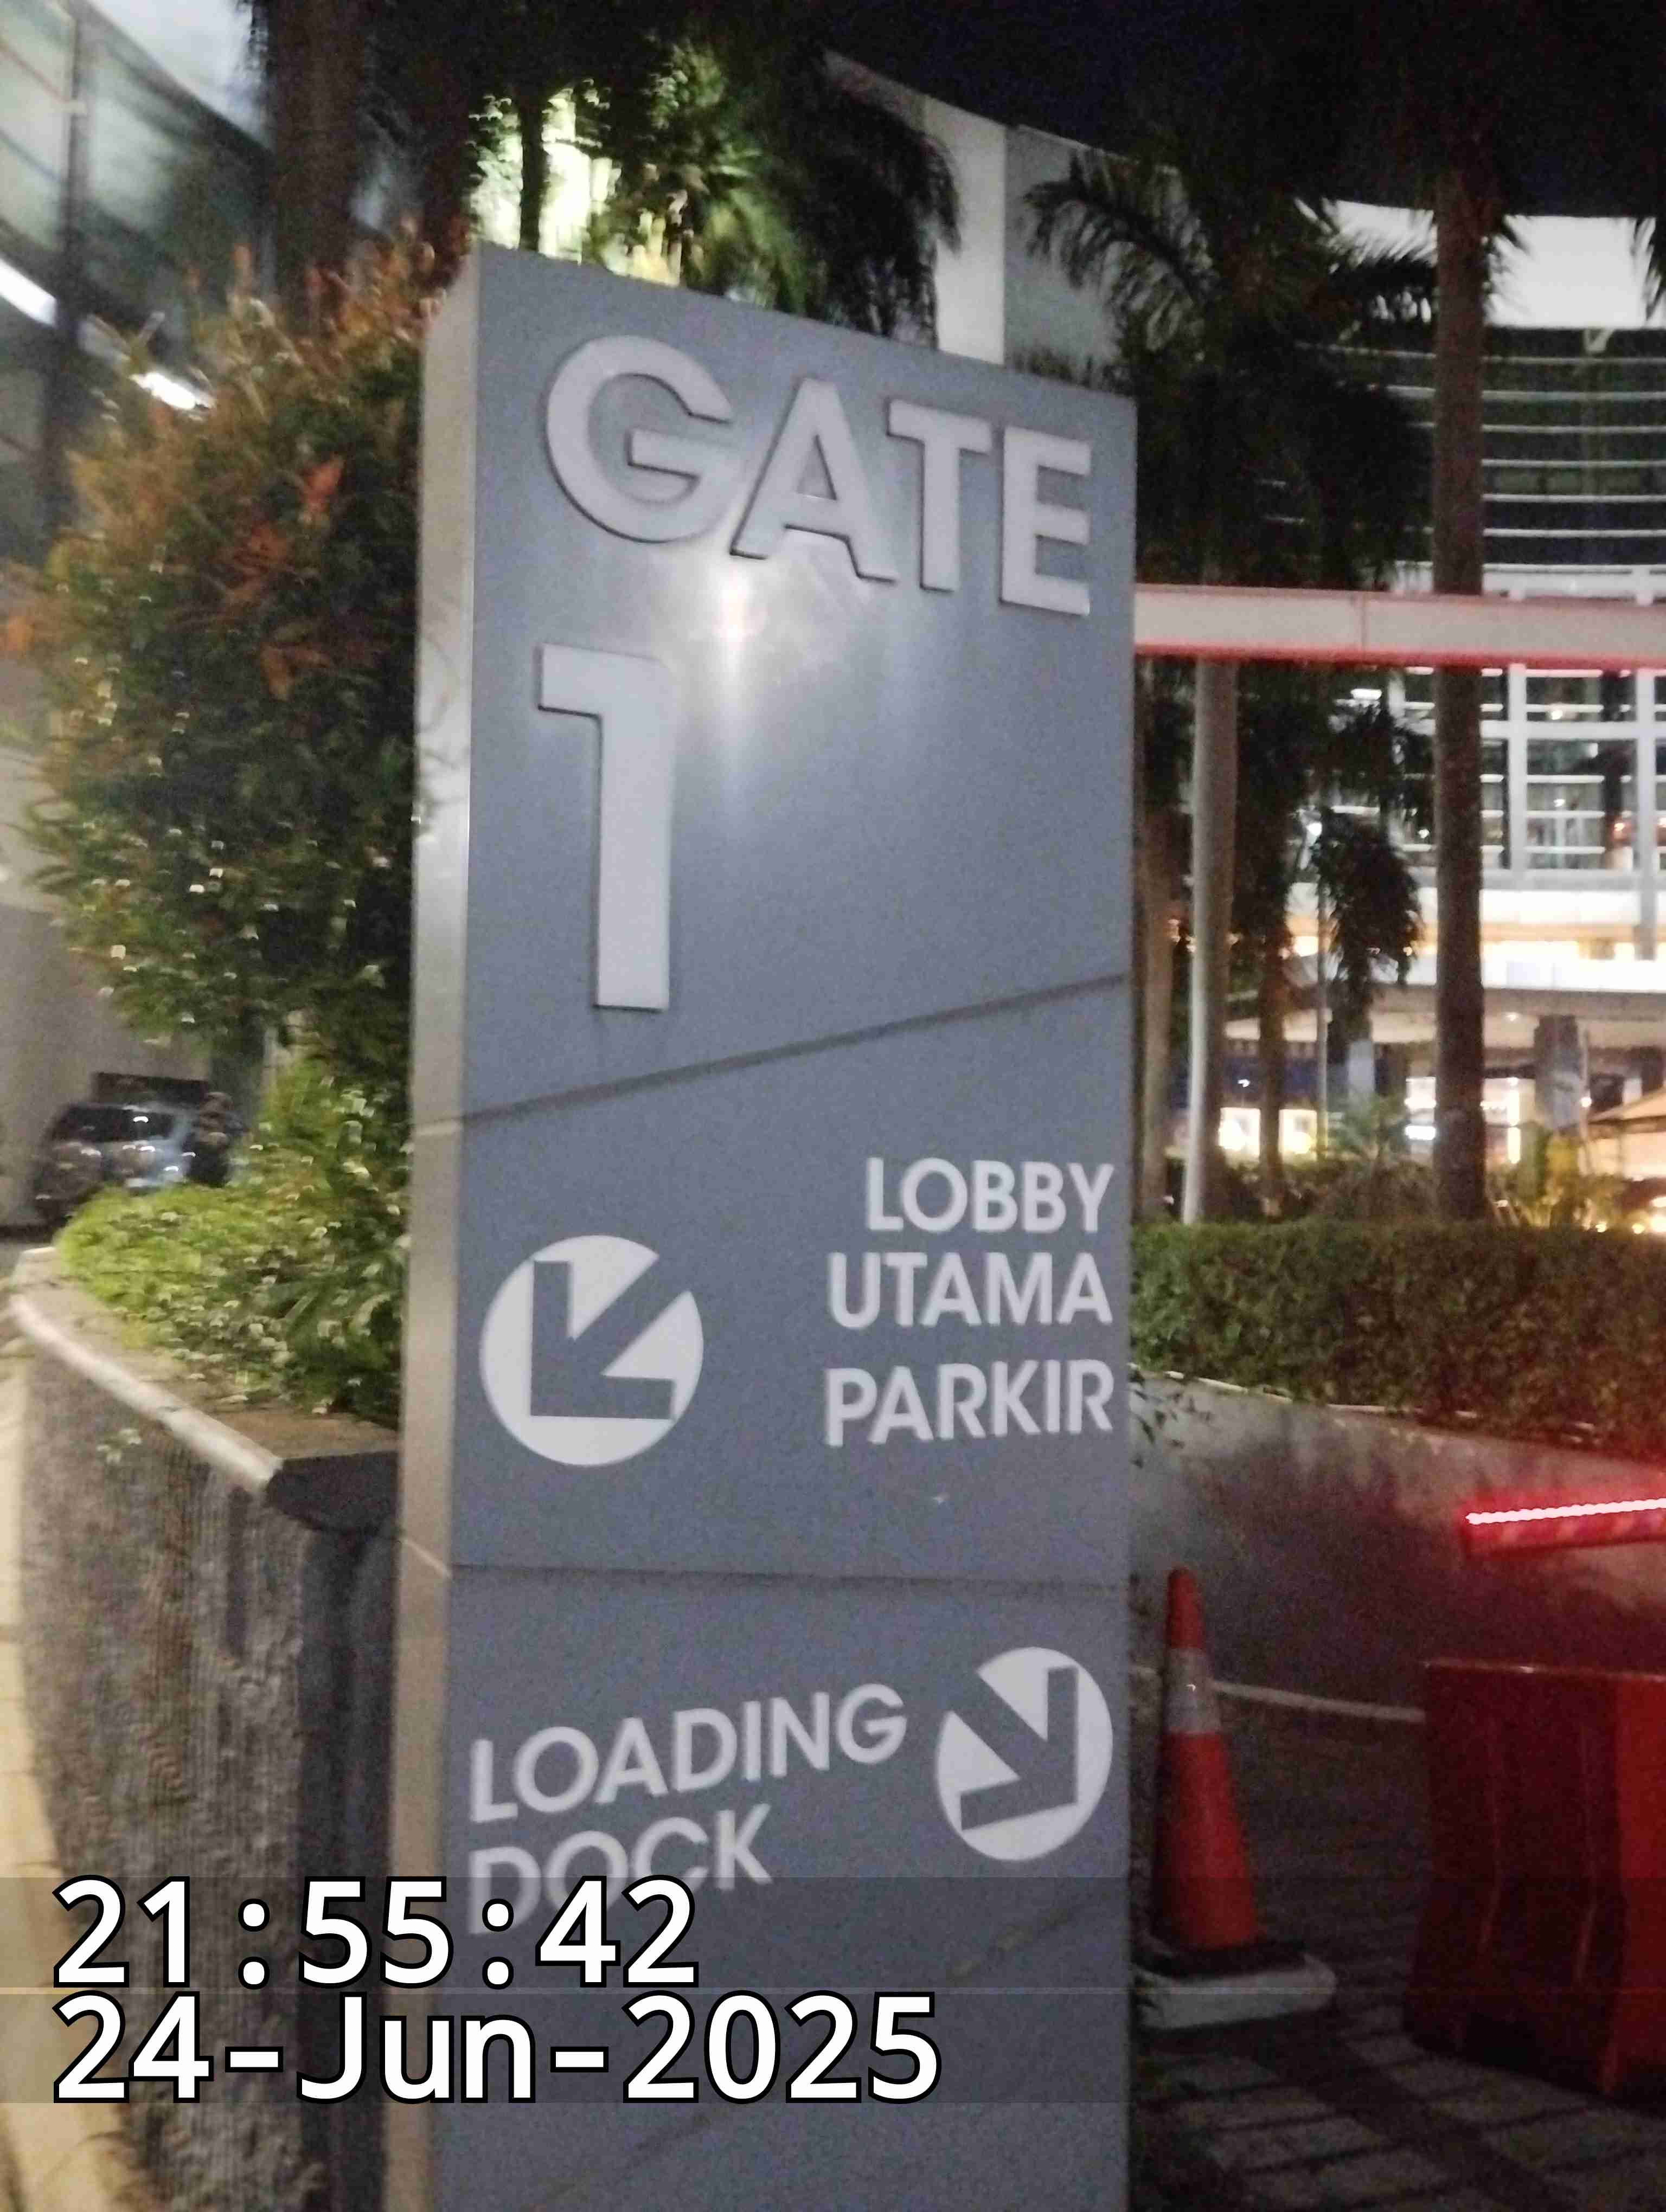 GATE
1
LOBBY
UTAMA
PARKIR
LOADING
DOCK
21:55:42
24-Jun-2025